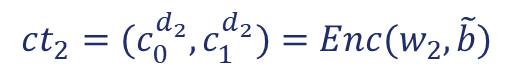 ct₂ = (c₀^{d₂}, c₁^{d₂}) = Enc(w₂, b̃)